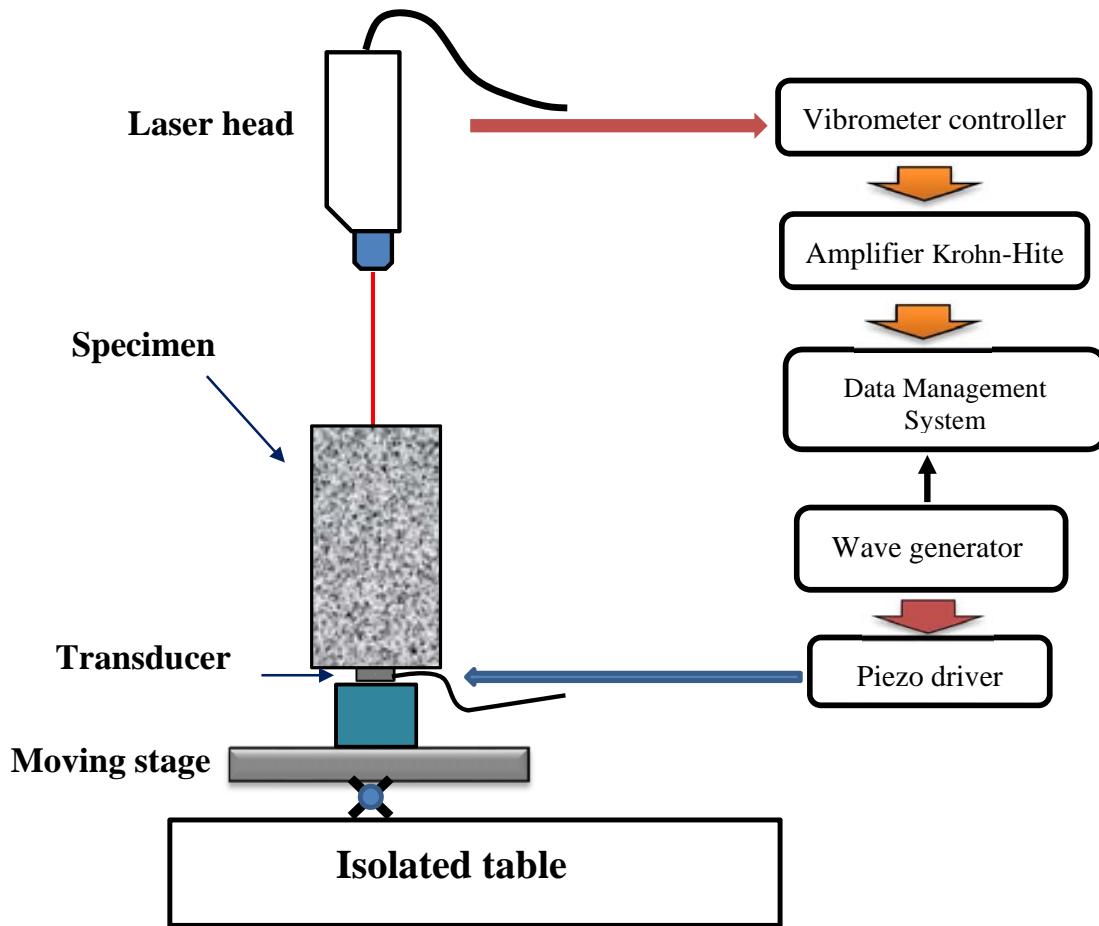 Laser head
Vibrometer controller
Amplifier Krohn-Hite
Specimen
Data Management
System
Wave generator
Transducer
Piezo driver
Moving stage
Isolated table